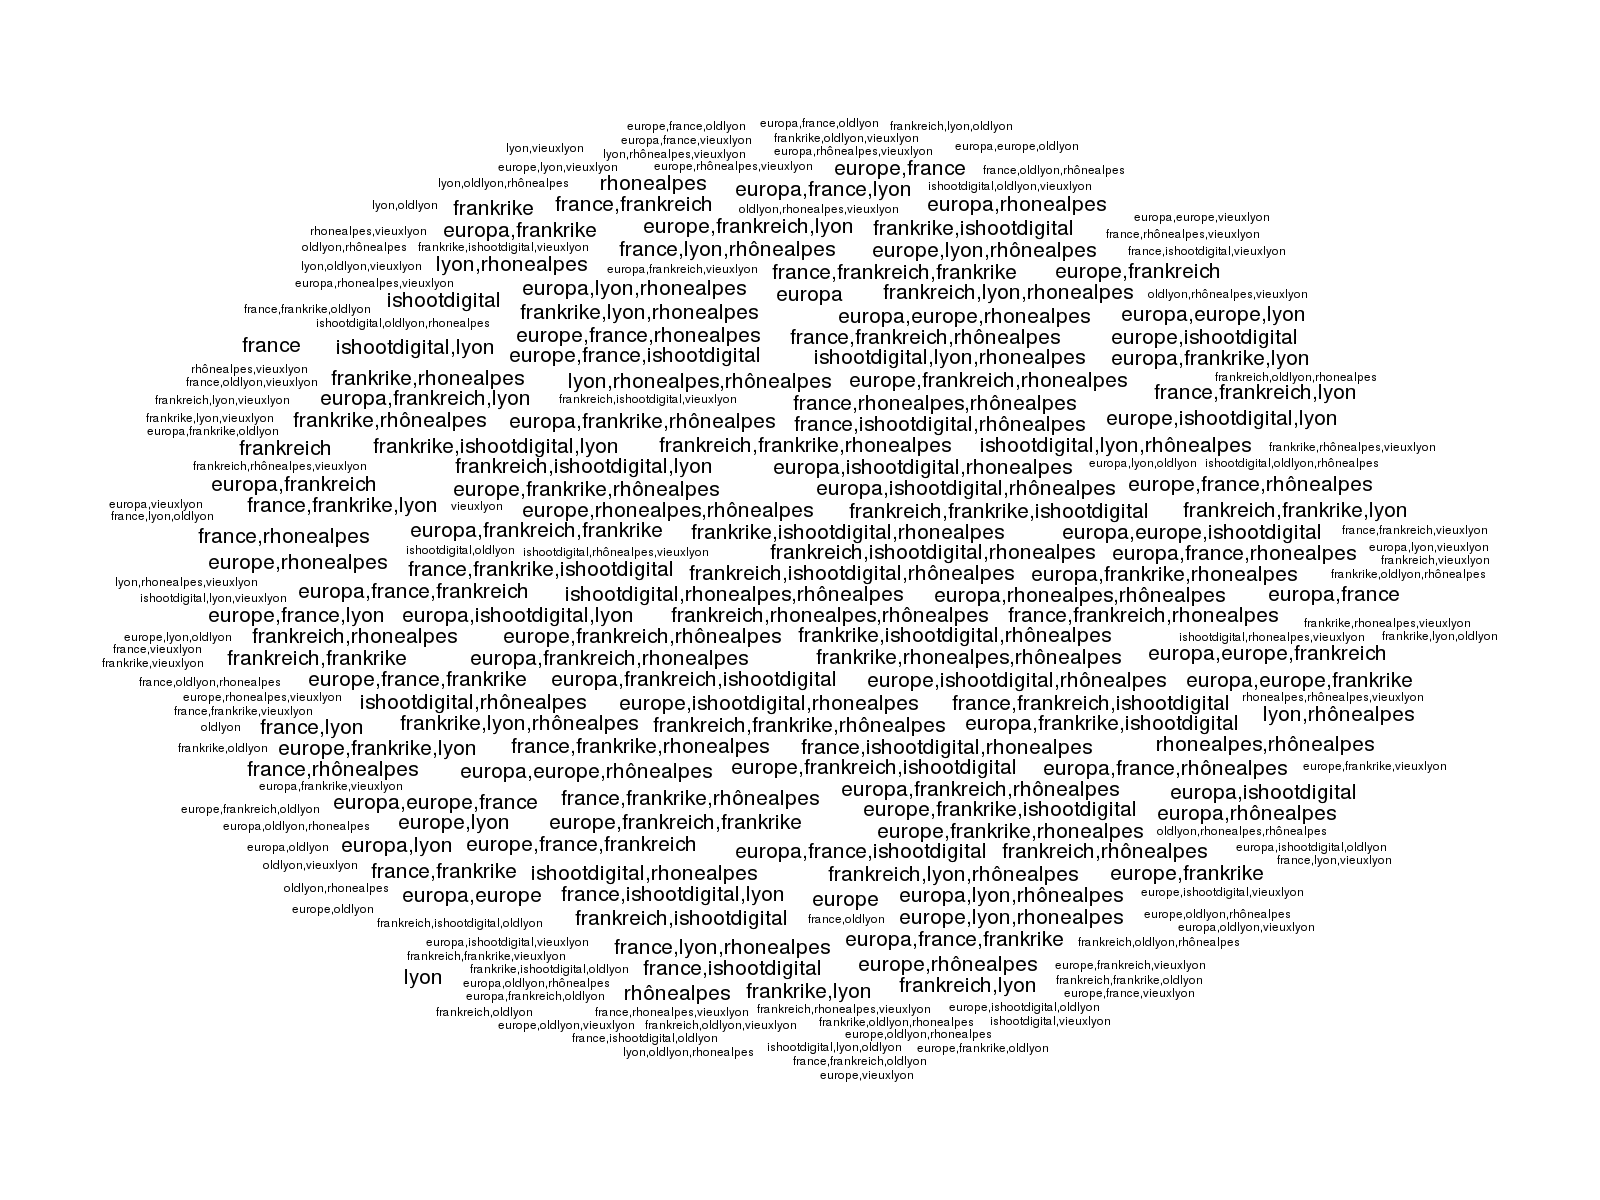 europe,france,oldlyon europa,france,oldlyon frankreich,lyon,oldlyon
europa,france,vieuxlyon frankrike,oldlyon,vieuxlyon
lyon,vieuxlyon lyon,rhônealpes,vieuxlyon europa,rhônealpes,vieuxlyon europa,europe,oldlyon
europe,lyon,vieuxlyon europe,rhônealpes,vieuxlyon europe,france france,oldlyon,rhônealpes
lyon,oldlyon,rhônealpes rhonealpes europa,france,lyon ishootdigital,oldlyon,vieuxlyon
lyon,oldlyon frankrike france,frankreich oldlyon,rhonealpes,vieuxlyon europa,rhonealpes
europa,europe,vieuxlyon
rhonealpes,vieuxlyon europa,frankrike europe,frankreich,lyon frankrike,ishootdigital france,rhônealpes,vieuxlyon
oldlyon,rhônealpes frankrike,ishootdigital,vieuxlyon france,lyon,rhônealpes europe,lyon,rhônealpes france,ishootdigital,vieuxlyon
lyon,oldlyon,vieuxlyon lyon,rhonealpes europa,frankreich,vieuxlyon france,frankreich,frankrike europe,frankreich
europa,rhonealpes,vieuxlyon europa,lyon,rhonealpes europa frankreich,lyon,rhonealpes oldlyon,rhônealpes,vieuxlyon
france,frankrike,oldlyon ishootdigital frankrike,lyon,rhonealpes europa,europe,rhonealpes europa,europe,lyon
ishootdigital,oldlyon,rhonealpes europe,france,rhonealpes france,frankreich,rhônealpes europe,ishootdigital
france ishootdigital,lyon europe,france,ishootdigital ishootdigital,lyon,rhonealpes europa,frankrike,lyon
rhônealpes,vieuxlyon
france,oldlyon,vieuxlyon frankrike,rhonealpes lyon,rhonealpes,rhônealpes europe,frankreich,rhonealpes frankreich,oldlyon,rhonealpes
frankreich,lyon,vieuxlyon europa,frankreich,lyon frankreich,ishootdigital,vieuxlyon france,rhonealpes,rhônealpes france,frankreich,lyon
frankrike,lyon,vieuxlyon frankrike,rhônealpes europa,frankrike,rhônealpes france,ishootdigital,rhônealpes europe,ishootdigital,lyon
europa,frankrike,oldlyon
frankreich frankrike,ishootdigital,lyon frankreich,frankrike,rhonealpes ishootdigital,lyon,rhônealpes frankrike,rhônealpes,vieuxlyon
frankreich,rhônealpes,vieuxlyon frankreich,ishootdigital,lyon europa,ishootdigital,rhonealpes europa,lyon,oldlyon ishootdigital,oldlyon,rhônealpes
europa,frankreich europe,frankrike,rhônealpes europa,ishootdigital,rhônealpes europe,france,rhônealpes
europa,vieuxlyon france,frankrike,lyon vieuxlyon europe,rhonealpes,rhônealpes frankreich,frankrike,ishootdigital frankreich,frankrike,lyon
france,lyon,oldlyon
france,rhonealpes europa,frankreich,frankrike frankrike,ishootdigital,rhonealpes europa,europe,ishootdigital france,frankreich,vieuxlyon
ishootdigital,oldlyon ishootdigital,rhônealpes,vieuxlyon frankreich,ishootdigital,rhonealpes europa,france,rhonealpes europa,lyon,vieuxlyon
europe,rhonealpes france,frankrike,ishootdigital frankreich,ishootdigital,rhônealpes europa,frankrike,rhonealpes frankreich,vieuxlyon
frankrike,oldlyon,rhônealpes
lyon,rhonealpes,vieuxlyon europa,france,frankreich ishootdigital,rhonealpes,rhônealpes europa,rhonealpes,rhônealpes europa,france
ishootdigital,lyon,vieuxlyon
europe,france,lyon europa,ishootdigital,lyon frankreich,rhonealpes,rhônealpes france,frankreich,rhonealpes frankrike,rhonealpes,vieuxlyon
europe,lyon,oldlyon frankreich,rhonealpes europe,frankreich,rhônealpes frankrike,ishootdigital,rhônealpes ishootdigital,rhonealpes,vieuxlyon frankrike,lyon,oldlyon
france,vieuxlyon
frankrike,vieuxlyon frankreich,frankrike europa,frankreich,rhonealpes frankrike,rhonealpes,rhônealpes europa,europe,frankreich
france,oldlyon,rhonealpes europe,france,frankrike europa,frankreich,ishootdigital europe,ishootdigital,rhônealpes europa,europe,frankrike
europe,rhonealpes,vieuxlyon ishootdigital,rhônealpes europe,ishootdigital,rhonealpes france,frankreich,ishootdigital rhonealpes,rhônealpes,vieuxlyon
france,frankrike,vieuxlyon lyon,rhônealpes
oldlyon france,lyon frankrike,lyon,rhônealpes frankreich,frankrike,rhônealpes europa,frankrike,ishootdigital
frankrike,oldlyon europe,frankrike,lyon france,frankrike,rhonealpes france,ishootdigital,rhonealpes rhonealpes,rhônealpes
france,rhônealpes europa,europe,rhônealpes europe,frankreich,ishootdigital europa,france,rhônealpes europe,frankrike,vieuxlyon
europa,frankrike,vieuxlyon europa,frankreich,rhônealpes europa,ishootdigital
europe,frankreich,oldlyon europa,europe,france france,frankrike,rhônealpes europe,frankrike,ishootdigital europa,rhônealpes
europa,oldlyon,rhonealpes europe,lyon europe,frankreich,frankrike europe,frankrike,rhonealpes oldlyon,rhonealpes,rhônealpes
europa,oldlyon europa,lyon europe,france,frankreich europa,france,ishootdigital frankreich,rhônealpes europa,ishootdigital,oldlyon
oldlyon,vieuxlyon france,frankrike ishootdigital,rhonealpes frankreich,lyon,rhônealpes europe,frankrike france,lyon,vieuxlyon
oldlyon,rhonealpes europa,europe france,ishootdigital,lyon europe europa,lyon,rhônealpes europe,ishootdigital,vieuxlyon
europe,oldlyon frankreich,ishootdigital france,oldlyon europe,lyon,rhonealpes europe,oldlyon,rhônealpes
frankreich,ishootdigital,oldlyon europa,oldlyon,vieuxlyon
europa,ishootdigital,vieuxlyon france,lyon,rhonealpes europa,france,frankrike frankreich,oldlyon,rhônealpes
frankreich,frankrike,vieuxlyon
lyon frankrike,ishootdigital,oldlyon france,ishootdigital europe,rhônealpes europe,frankreich,vieuxlyon
europa,oldlyon,rhônealpes frankreich,lyon frankreich,frankrike,oldlyon
europa,frankreich,oldlyon rhônealpes frankrike,lyon europe,france,vieuxlyon
frankreich,oldlyon france,rhonealpes,vieuxlyon frankreich,rhonealpes,vieuxlyon europe,ishootdigital,oldlyon
europe,oldlyon,vieuxlyon frankreich,oldlyon,vieuxlyon frankrike,oldlyon,rhonealpes ishootdigital,vieuxlyon
france,ishootdigital,oldlyon europe,oldlyon,rhonealpes
lyon,oldlyon,rhonealpes ishootdigital,lyon,oldlyon europe,frankrike,oldlyon
france,frankreich,oldlyon
europe,vieuxlyon